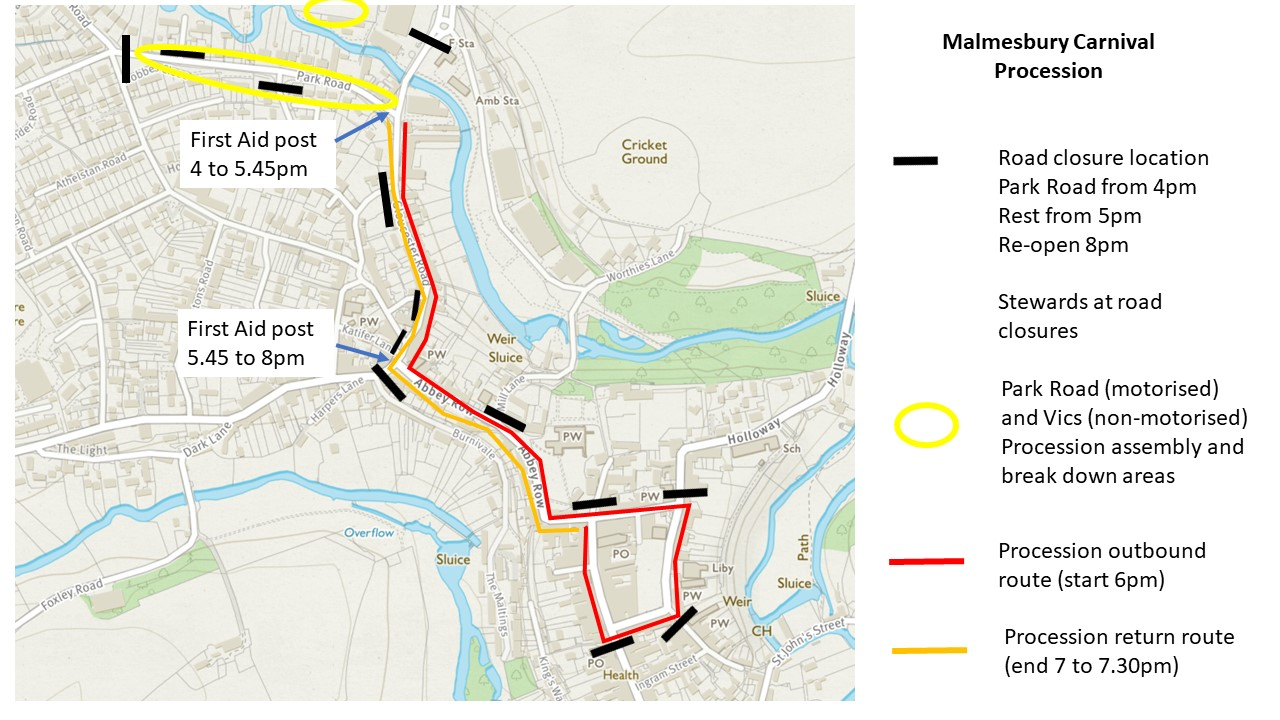 Malmesbury Carnival
Procession
Road closure location
Park Road from 4pm
Rest from 5pm
Re-open 8pm
Stewards at road
closures
Park Road (motorised)
and Vics (non-motorised)
Procession assembly and
break down areas
Procession outbound
route (start 6pm)
Procession return route
(end 7 to 7.30pm)
First Aid post
4 to 5.45pm
First Aid post
5.45 to 8pm
Road
F Sta
Park Road
Amb Sta
Cricket
Ground
Athelstan Road
Gloucester Road
Worthies Lane
Sluice
PW
Katifer Lane
PW
Weir
Sluice
Holloway
Mill Lane
Abbey Row
Harpers Lane
Burnivale
Dark Lane
The Light
PW
Holloway
Sch
Abbey Row
PW
Overflow
Sluice
PO
Liby
Path
Sluice
Foxley Road
The Maltings
PW
Weir
PW
CH
St John's Street
PO
Health
Ingram Street
King's Wa